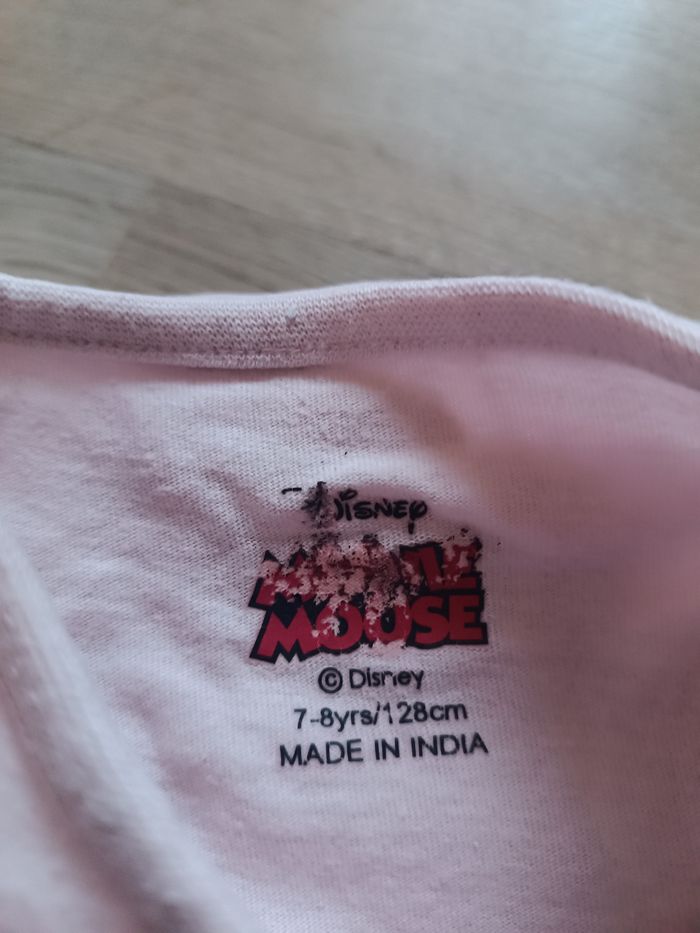 Disney
MOUSE
© Disney
7-8yrs/128cm
MADE IN INDIA